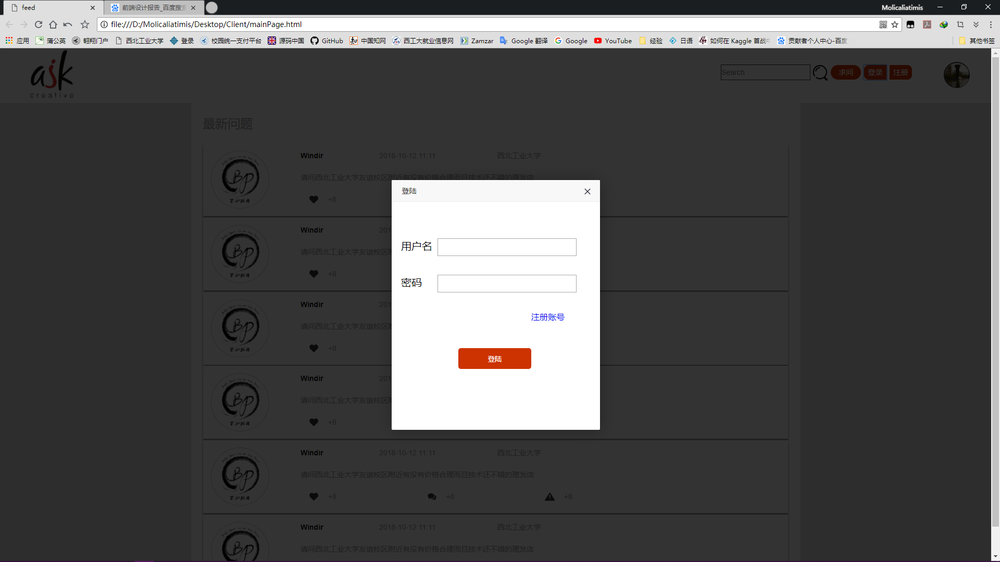 feed
前端设计报告_百度搜索
Molicaliatimis
file:///D:/Molicaliatimis/Desktop/Client/mainPage.html
应用 蒲公英 翱翔门户 西北工业大学 登录 校园统一支付平台 源码中国 GitHub 中国知网 西工大就业信息网 Zamzar Google 翻译 Google YouTube 经验 日语 如何在 Kaggle 首战中 贡献者个人中心-百度 其他书签
ask
creative
Search 求问 登录 注册
最新问题
Windir 2018-10-12 11:11 西北工业大学
请问西北工业大学友谊校区附近有没有价格合理而且技术还不错的理发店
+8
Windir 201
请问西北工业大学友谊校区
+8
Windir 201
请问西北工业大学友谊校区
+8
Windir 201
请问西北工业大学友谊校区
+8
登陆
用户名
密码
注册账号
登陆
Windir 2018-10-12 11:11 西北工业大学
请问西北工业大学友谊校区附近有没有价格合理而且技术还不错的理发店
+8 +8 +8
Windir 2018-10-12 11:11 西北工业大学
请问西北工业大学友谊校区附近有没有价格合理而且技术还不错的理发店